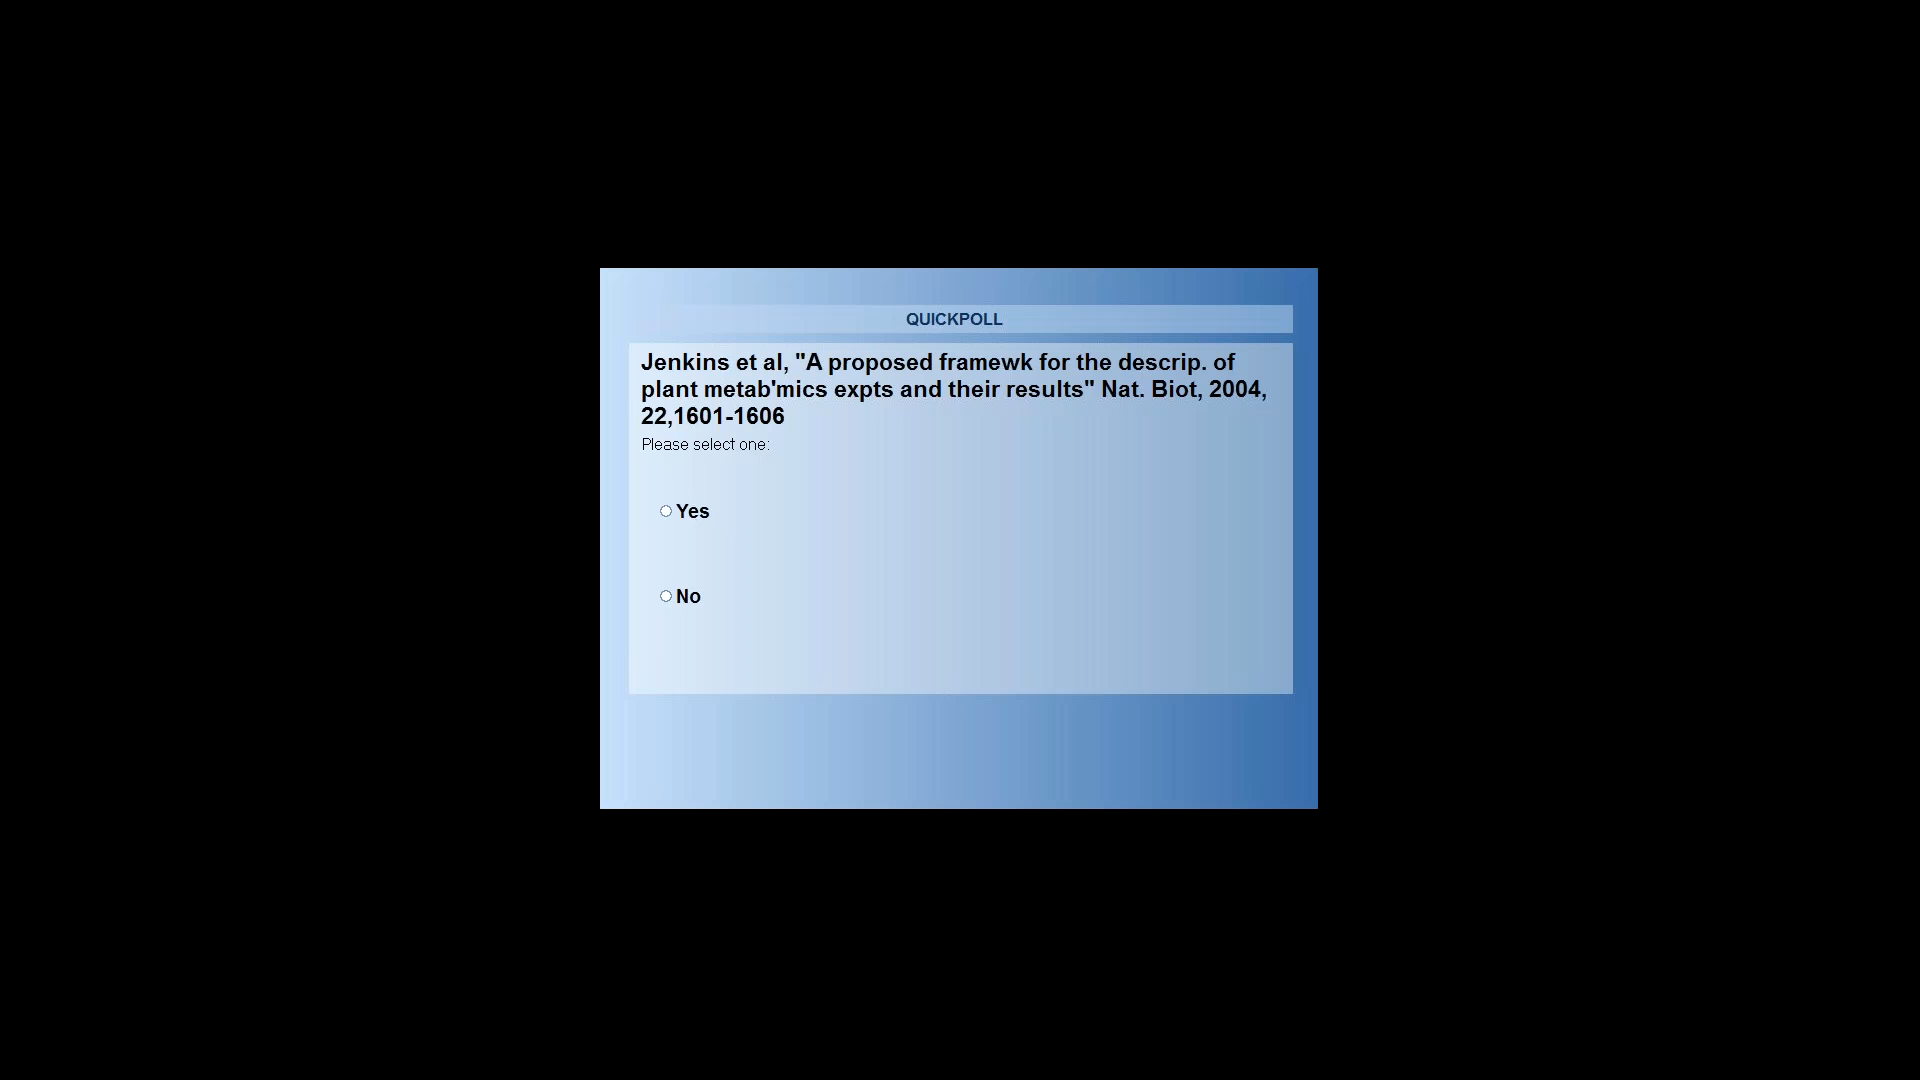 QUICKPOLL
Jenkins et al, "A proposed framewk for the descrip. of
plant metab'mics expts and their results" Nat. Biot, 2004,
22,1601-1606
Please select one:
Yes
No